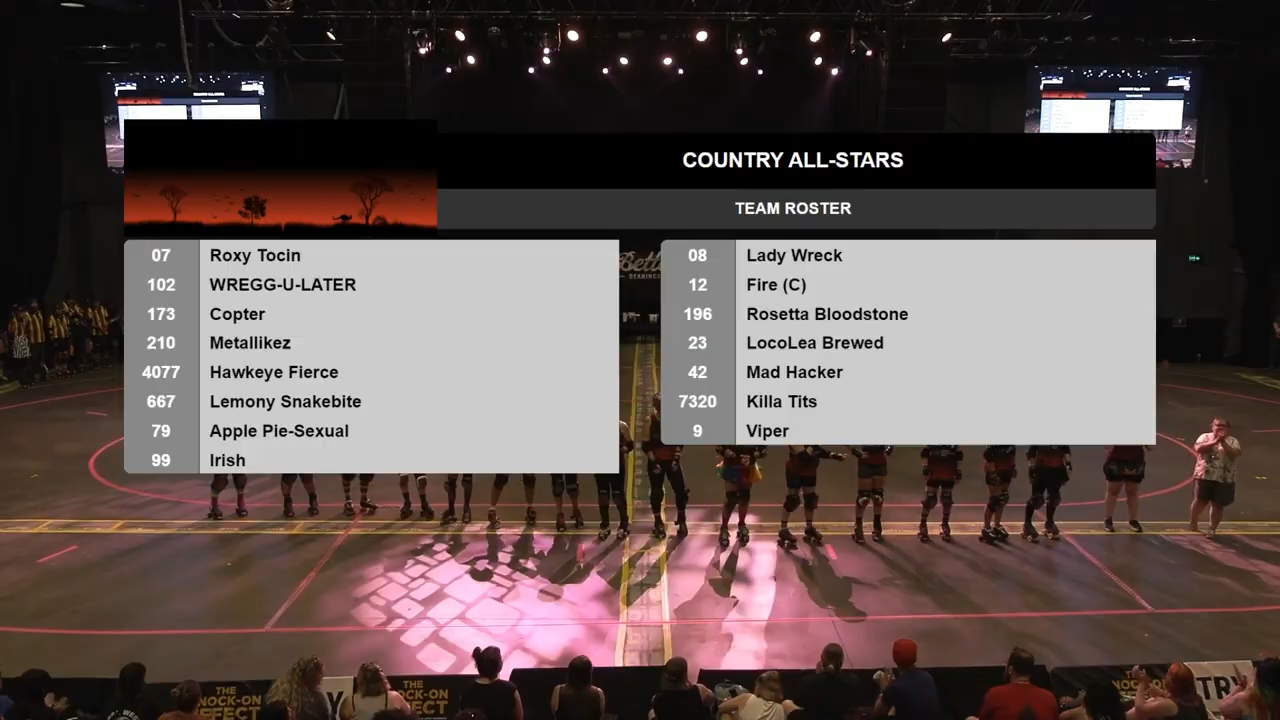 COUNTRY ALL-STARS
TEAM ROSTER
07 Roxy Tocin
102 WREGG-U-LATER
173 Copter
210 Metallikez
4077 Hawkeye Fierce
667 Lemony Snakebite
79 Apple Pie-Sexual
99 Irish
08 Lady Wreck
12 Fire (C)
196 Rosetta Bloodstone
23 LocoLea Brewed
42 Mad Hacker
7320 Killa Tits
9 Viper
THE
KNOCK-ON
EFFECT